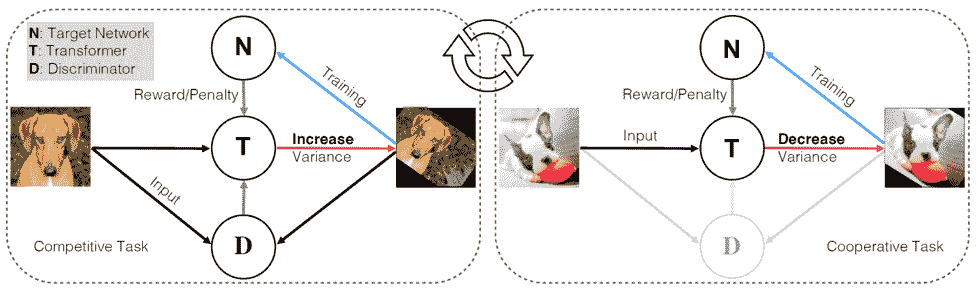 N: Target Network
T: Transformer
D: Discriminator
N
Training
Reward/Penalty
T
Increase
Variance
Input
D
Competitive Task
N
Training
Reward/Penalty
Input
T
Decrease
Variance
D
Cooperative Task